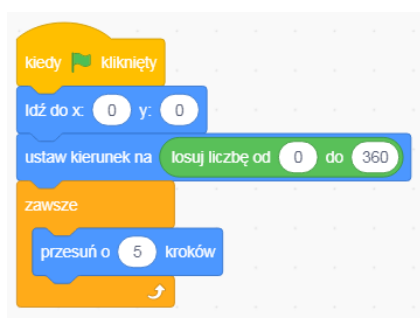 kiedy kliknięty
Idź do x: 0 y: 0
ustaw kierunek na losuj liczbę od 0 do 360
zawsze
przesuń o 5 kroków